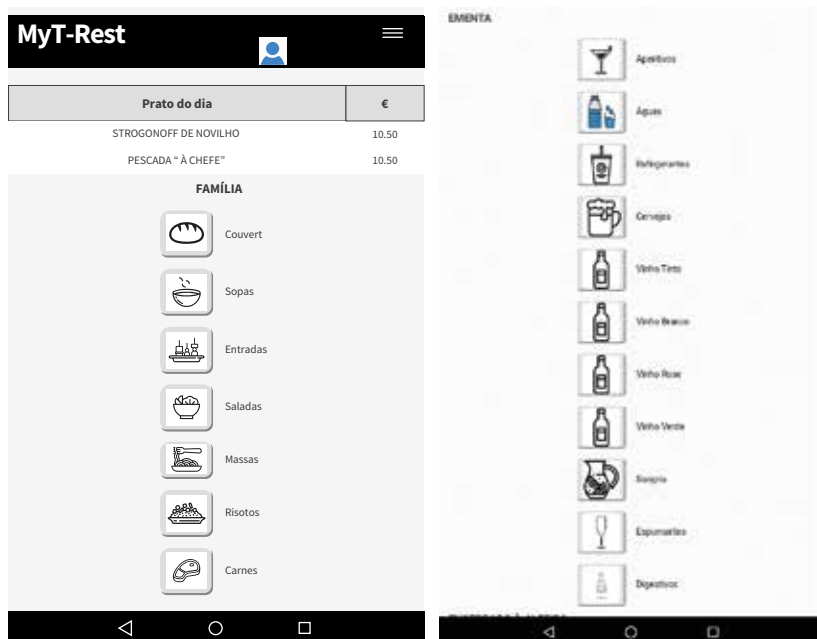 MyT-Rest
Prato do dia €
STROGONOFF DE NOVILHO 10.50
PESCADA “ À CHEFE” 10.50
FAMÍLIA
Couvert
Sopas
Entradas
Saladas
Massas
Risotos
Carnes
EMENTA
Aperitivos
Águas
Refrigerantes
Cervejas
Vinho Tinto
Vinho Branco
Vinho Rose
Vinho Verde
Sangria
Espumantes
Digestivos